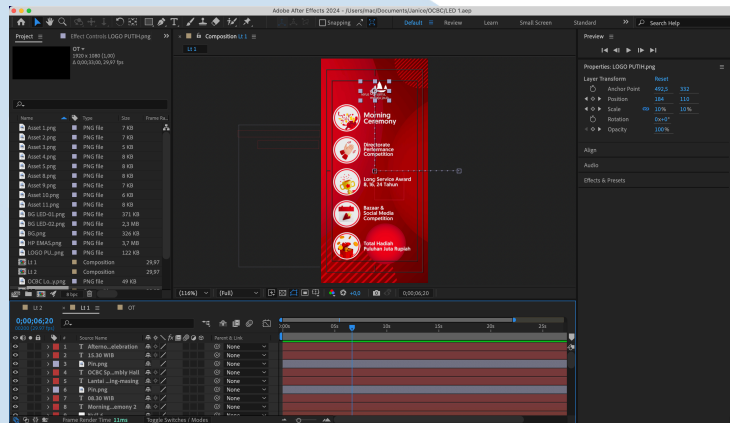 Adobe After Effects 2024 - /Users/mac/Documents/Janice/OCBC/LED 1.aep
Snapping
Default
Review
Learn
Small Screen
Standard
Search Help
Project
Effect Controls LOGO PUTIH.png
Composition Lt 1
Preview
Lt 1
OT
1920 x 1080 (1,00)
Δ 0;00;33;00, 29,97 fps
Properties: LOGO PUTIH.png
Layer Transform
Reset
Anchor Point 492,5 332
Position 184 110
Scale 10% 10%
Rotation 0x+0°
Opacity 100%
Align
Audio
Effects & Presets
Name Type Size Frame Ra..
Asset 1.png PNG file 7 KB
Asset 2.png PNG file 7 KB
Asset 3.png PNG file 5 KB
Asset 4.png PNG file 8 KB
Asset 5.png PNG file 8 KB
Asset 8.png PNG file 8 KB
Asset 9.png PNG file 7 KB
Asset 10.png PNG file 6 KB
Asset 11.png PNG file 8 KB
BG LED-01.png PNG file 371 KB
BG LED-02.png PNG file 2,3 MB
BG.png PNG file 326 KB
HP EMAS.png PNG file 3,7 MB
LOGO PU...png PNG file 122 KB
Lt 1 Composition 29,97
Lt 2 Composition 29,97
OCBC Lo...y.png PNG file 49 KB
8 bpc
Morning
Ceremony
Directorate
Performance
Competition
Long Service Award
8, 16, 24 Tahun
Bazaar &
Social Media
Competition
Total Hadiah
Puluhan Juta Rupiah
(116%)
(Full)
+0,0
0;00;06;20
Lt 2
Lt 1
OT
0;00;06;20
:00s
05s
10s
15s
20s
25s
# Source Name Parent & Link
1 T Afterno...elebration None
2 T 15.30 WIB None
3 Pin.png None
4 T OCBC Sp...mbly Hall None
5 T Lantai ...ing-masing None
6 Pin.png None
7 T 08.30 WIB None
8 T Morning...emony 2 None
Frame Render Time 11ms
Toggle Switches / Modes